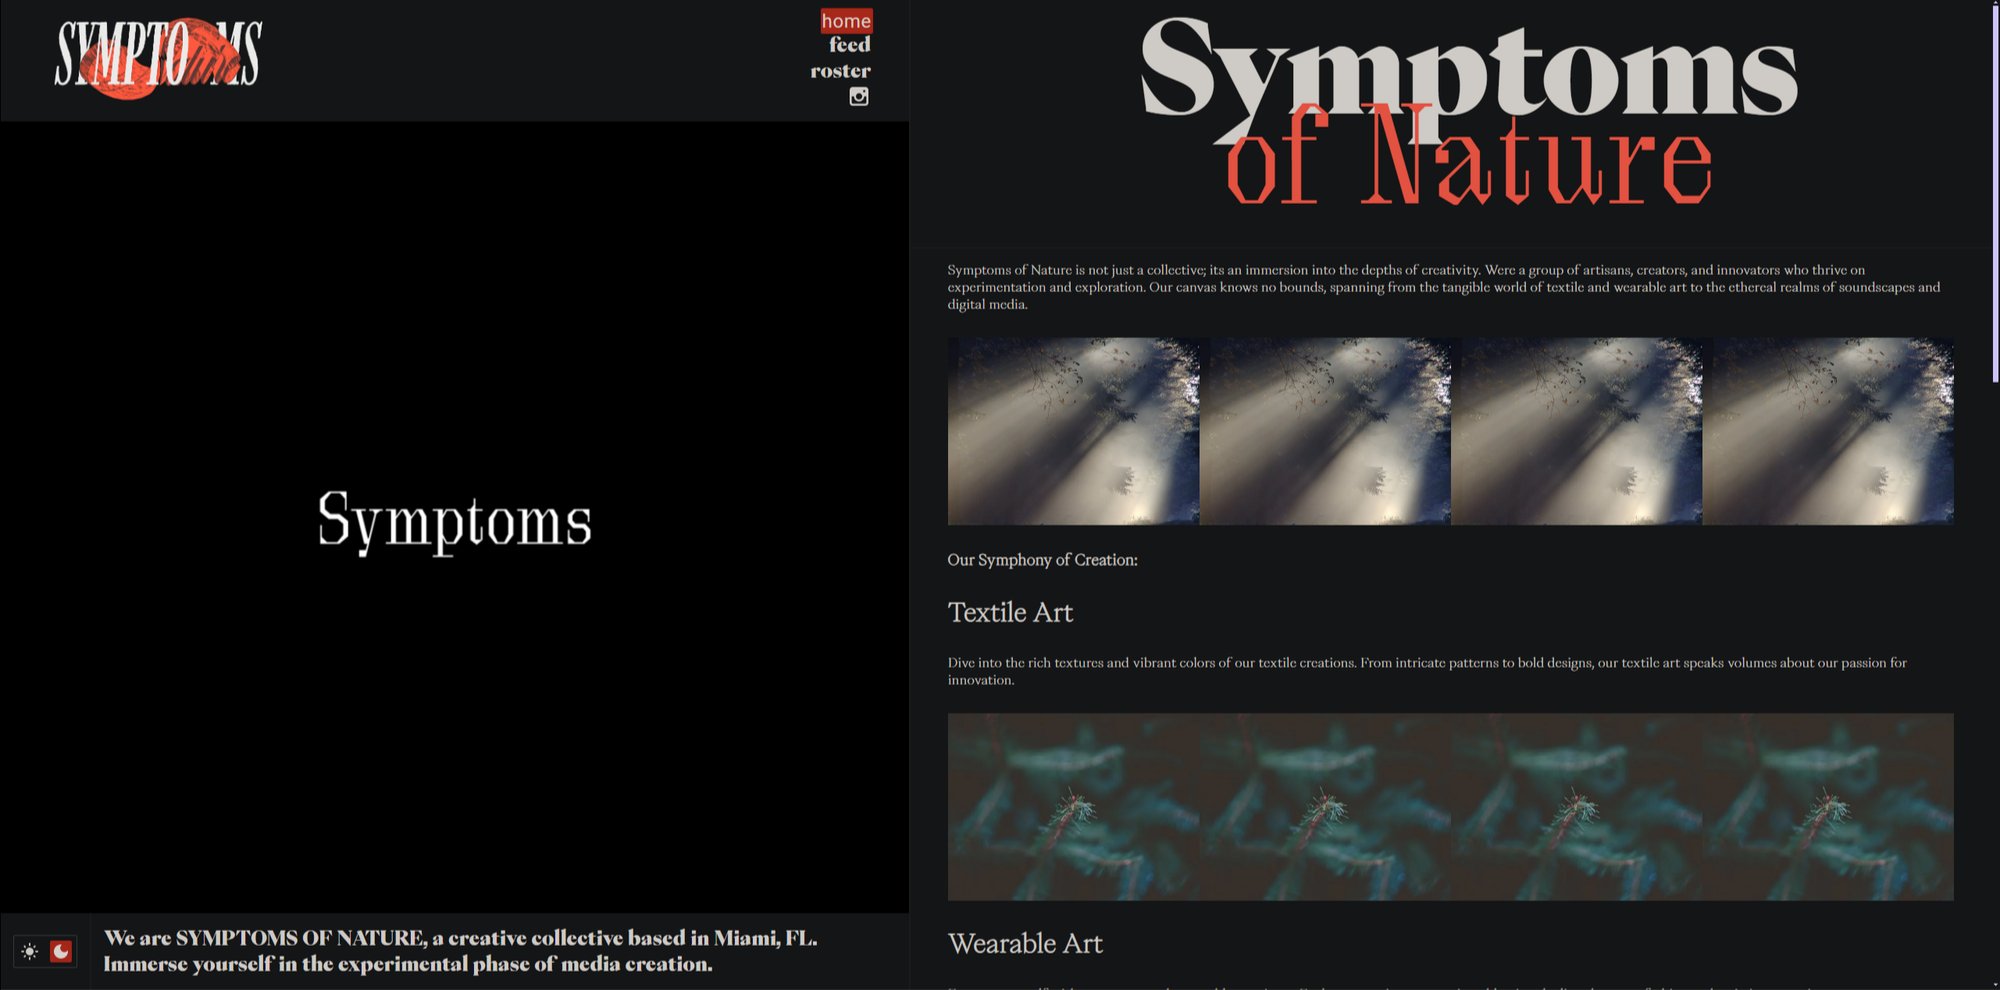 SYMPTOMS
home
feed
roster
Symptoms
We are SYMPTOMS OF NATURE, a creative collective based in Miami, FL.
Immerse yourself in the experimental phase of media creation.
Symptoms
of Nature
Symptoms of Nature is not just a collective; its an immersion into the depths of creativity. Were a group of artisans, creators, and innovators who thrive on
experimentation and exploration. Our canvas knows no bounds, spanning from the tangible world of textile and wearable art to the ethereal realms of soundscapes and
digital media.
Our Symphony of Creation:
Textile Art
Dive into the rich textures and vibrant colors of our textile creations. From intricate patterns to bold designs, our textile art speaks volumes about our passion for
innovation.
Wearable Art